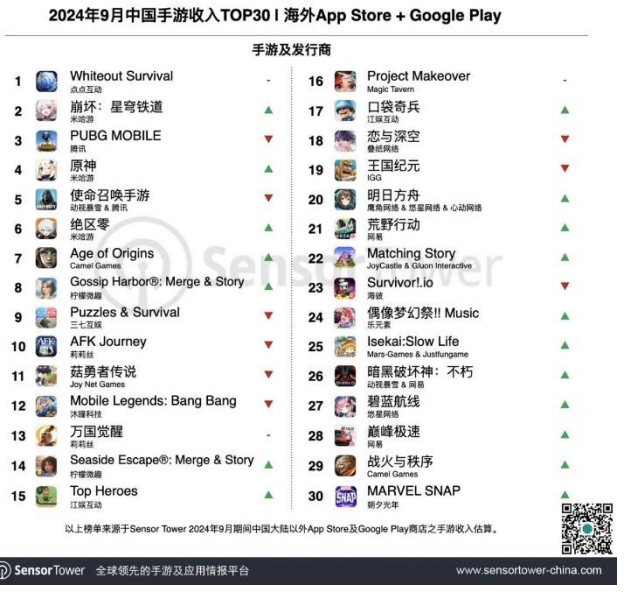 2024年9月中国手游收入TOP30 | 海外App Store + Google Play
手游及发行商
1 Whiteout Survival -
点点互动
2 崩坏：星穹铁道 ▲
米哈游
3 PUBG MOBILE ▼
腾讯
4 原神 ▲
米哈游
5 使命召唤手游 ▼
动视暴雪 & 腾讯
6 绝区零 ▲
米哈游
7 Age of Origins ▲
Camel Games
8 Gossip Harbor®: Merge & Story ▲
柠檬微趣
9 Puzzles & Survival ▼
三七互娱
10 AFK Journey ▼
莉莉丝
11 菇勇者传说 ▼
Joy Net Games
12 Mobile Legends: Bang Bang ▼
沐瞳科技
13 万国觉醒 -
莉莉丝
14 Seaside Escape®: Merge & Story ▲
柠檬微趣
15 Top Heroes ▲
江娱互动
16 Project Makeover -
Magic Tavern
17 口袋奇兵 ▲
江娱互动
18 恋与深空 ▼
叠纸网络
19 王国纪元 ▼
IGG
20 明日方舟 ▲
鹰角网络 & 悠星网络 & 心动网络
21 荒野行动 ▲
网易
22 Matching Story ▲
JoyCastle & Gluon Interactive
23 Survivor!.io ▼
海彼
24 偶像梦幻祭!! Music ▲
乐元素
25 Isekai:Slow Life ▲
Mars-Games & Justfungame
26 暗黑破坏神：不朽 ▲
动视暴雪 & 网易
27 碧蓝航线 ▲
悠星网络
28 巅峰极速 ▲
网易
29 战火与秩序 ▲
Camel Games
30 MARVEL SNAP ▲
朝夕光年
SensorTower
以上榜单来源于Sensor Tower 2024年9月期间中国大陆以外App Store及Google Play商店之手游收入估算。
SensorTower 全球领先的手游及应用情报平台
www.sensortower-china.com